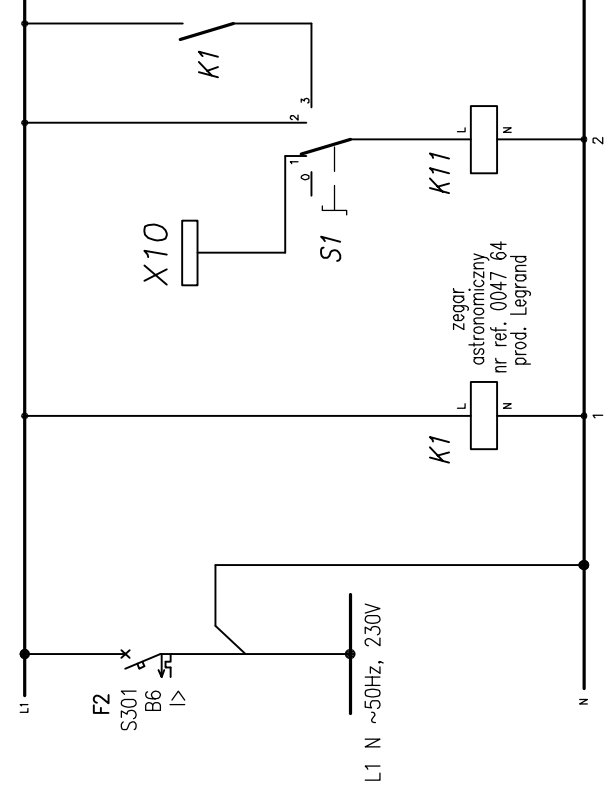 K1
3
2
1
0
X10
S1
L
N
K11
2
zegar
astronomiczny
nr ref. 0047 64
prod. Legrand
L
N
K1
1
L1
F2
S301
B6
I>
L1 N ~50Hz, 230V
N